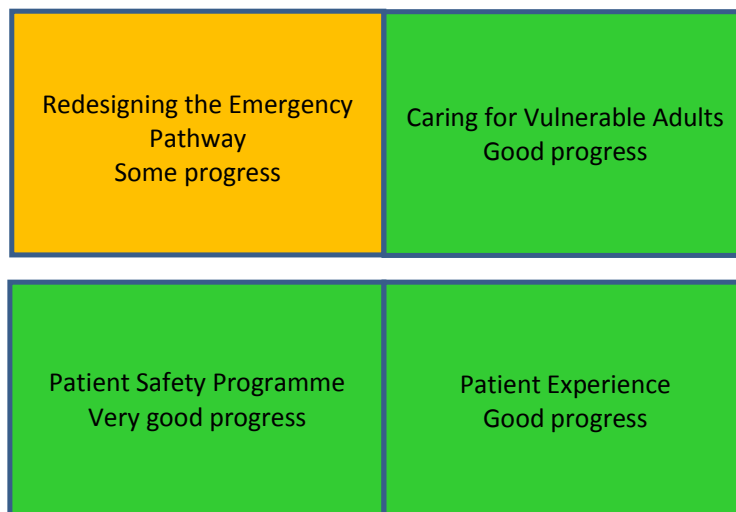 Redesigning the Emergency
Pathway
Some progress
Caring for Vulnerable Adults
Good progress
Patient Safety Programme
Very good progress
Patient Experience
Good progress